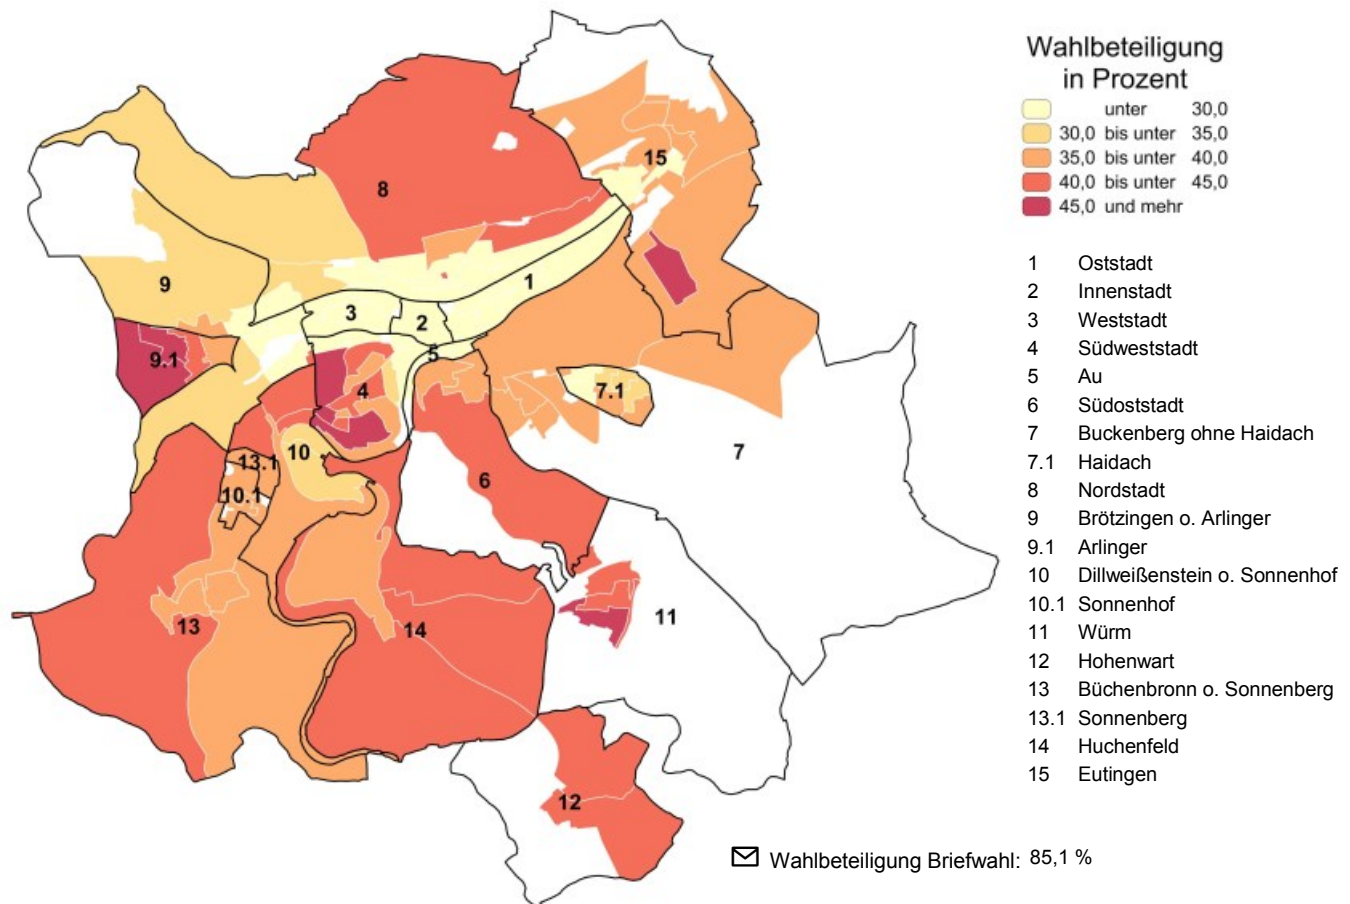 Wahlbeteiligung
in Prozent
unter 30,0
30,0 bis unter 35,0
35,0 bis unter 40,0
40,0 bis unter 45,0
45,0 und mehr
1 Oststadt
2 Innenstadt
3 Weststadt
4 Südweststadt
5 Au
6 Südoststadt
7 Buckenberg ohne Haidach
7.1 Haidach
8 Nordstadt
9 Brötzingen o. Arlinger
9.1 Arlinger
10 Dillweißenstein o. Sonnenhof
10.1 Sonnenhof
11 Würm
12 Hohenwart
13 Büchenbronn o. Sonnenberg
13.1 Sonnenberg
14 Huchenfeld
15 Eutingen
15
8
9
1
3
2
5
9.1
4
7.1
10
7
13.1
6
10.1
11
13
14
12
Wahlbeteiligung Briefwahl: 85,1 %